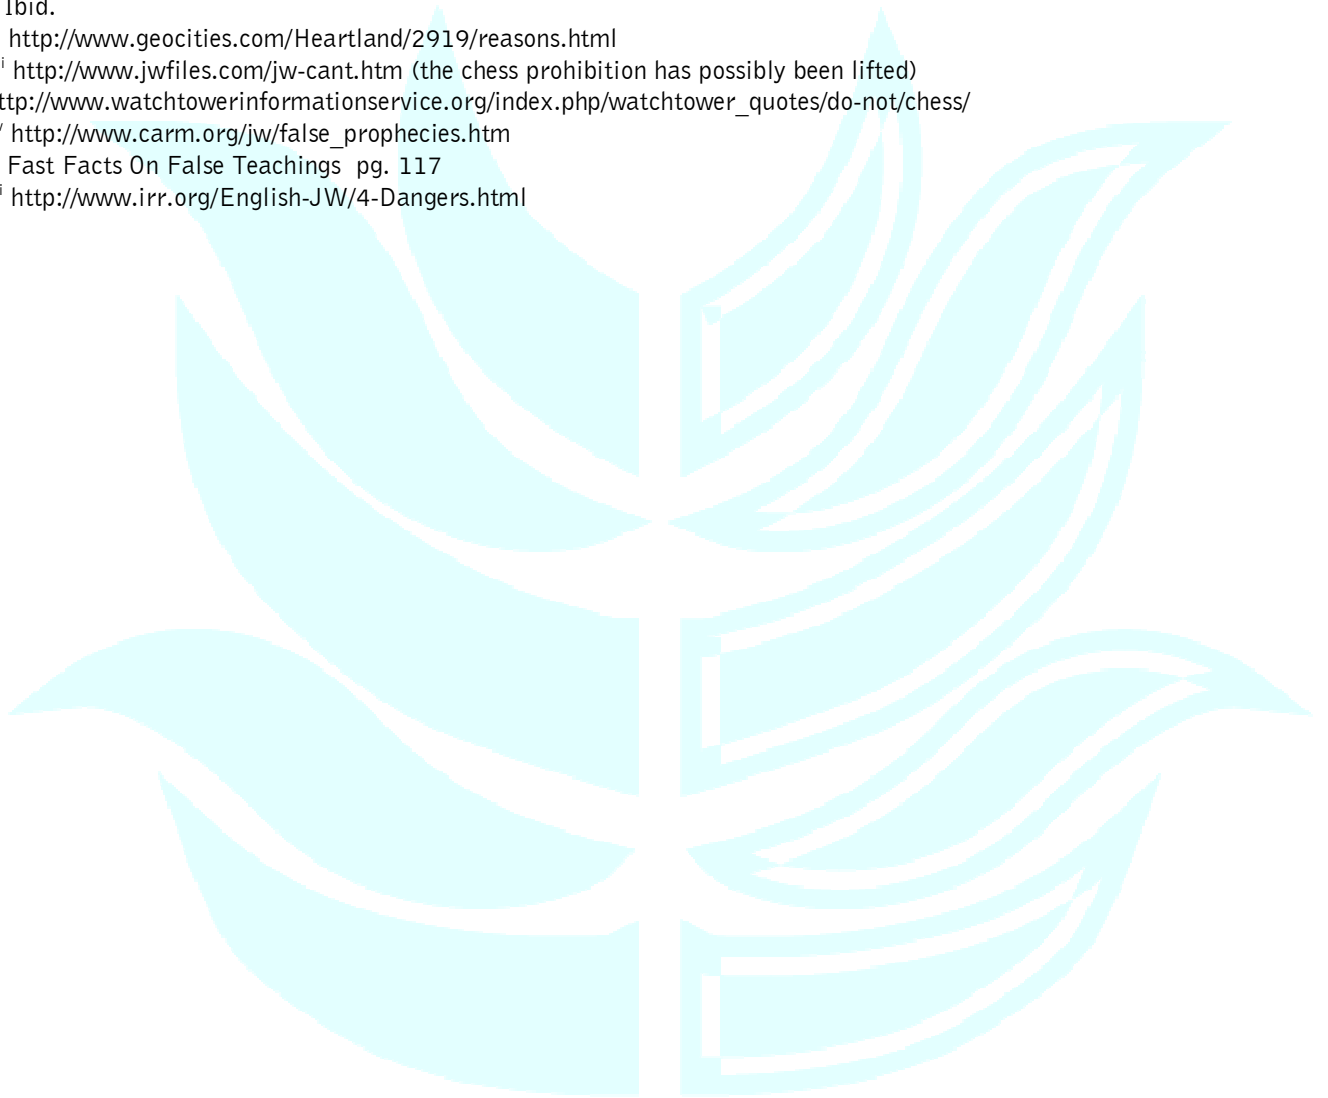 Ibid.
http://www.geocities.com/Heartland/2919/reasons.html
i http://www.jwfiles.com/jw-cant.htm (the chess prohibition has possibly been lifted)
ttp://www.watchtowerinformationservice.org/index.php/watchtower_quotes/do-not/chess/
http://www.carm.org/jw/false_prophecies.htm
Fast Facts On False Teachings  pg. 117
i http://www.irr.org/English-JW/4-Dangers.html